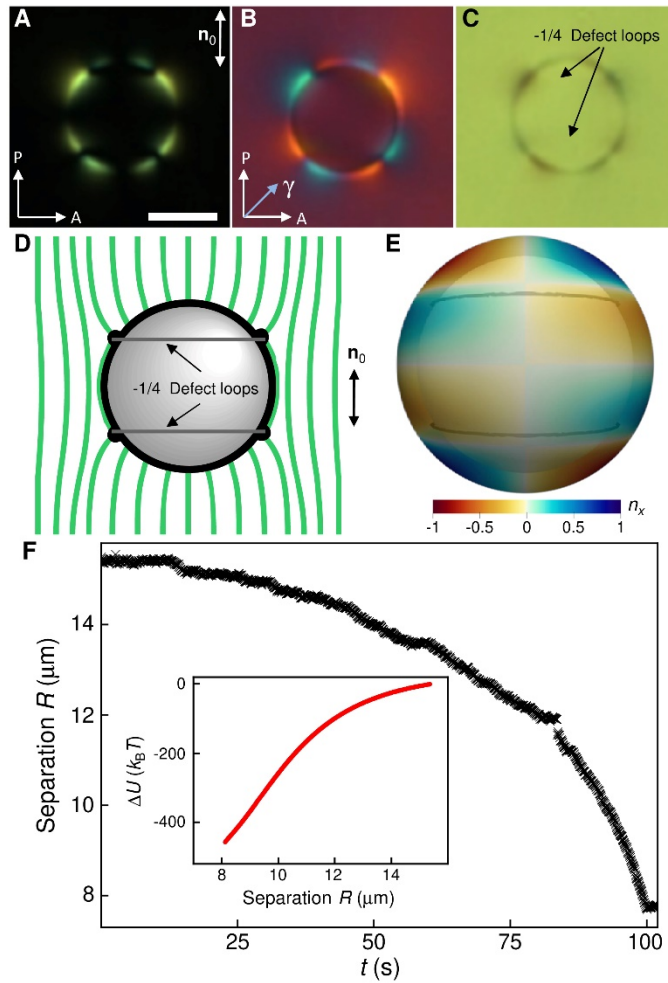 A
n₀
P
A
B
γ
P
A
C
-1/4 Defect loops
D
-1/4 Defect loops
n₀
E
-1
-0.5
0
0.5
1
nₓ
F
Separation R (μm)
14
12
10
8
ΔU (k_BT)
0
-200
-400
8
10
12
14
Separation R (μm)
25
50
75
100
t (s)